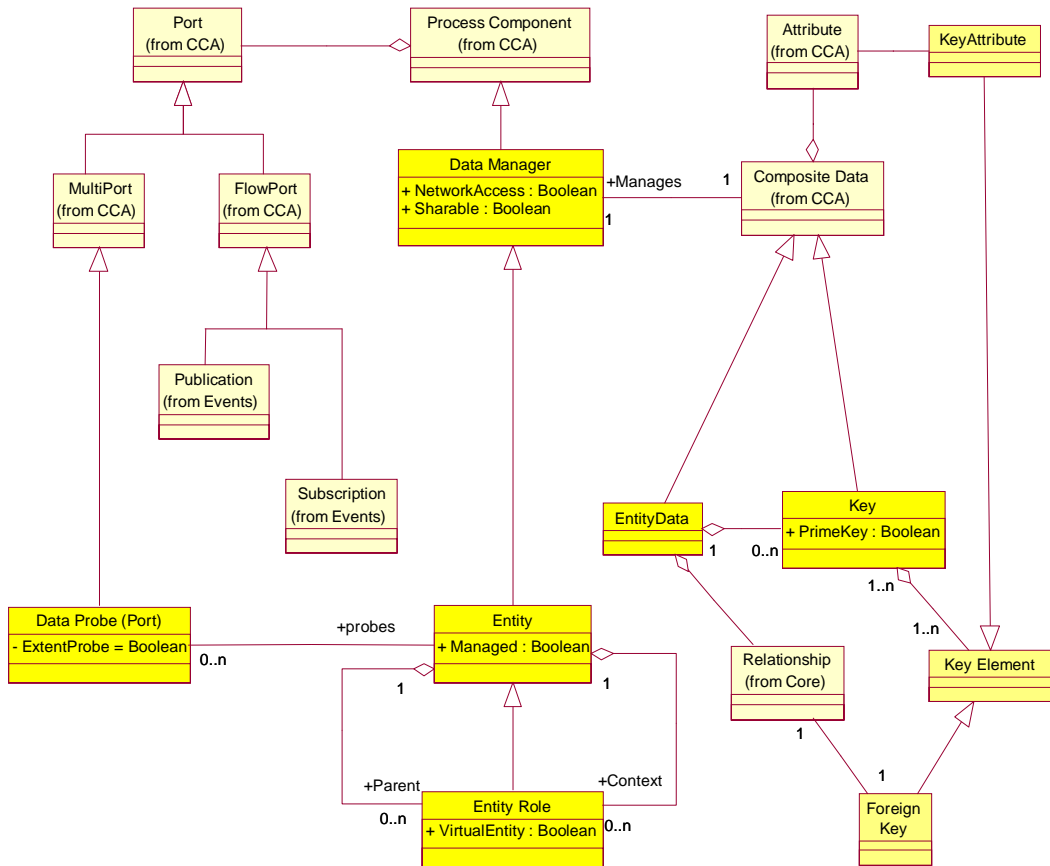 Port
(from CCA)
Process Component
(from CCA)
Attribute
(from CCA)
KeyAttribute
MultiPort
(from CCA)
FlowPort
(from CCA)
Data Manager
+ NetworkAccess : Boolean
+ Sharable : Boolean
+Manages
1
1
Composite Data
(from CCA)
Publication
(from Events)
Subscription
(from Events)
EntityData
1
0..n
Key
+ PrimeKey : Boolean
1..n
1..n
Data Probe (Port)
- ExtentProbe = Boolean
0..n
+probes
Entity
+ Managed : Boolean
1
1
Relationship
(from Core)
1
Key Element
+Parent
0..n
+Context
0..n
Entity Role
+ VirtualEntity : Boolean
1
Foreign
Key